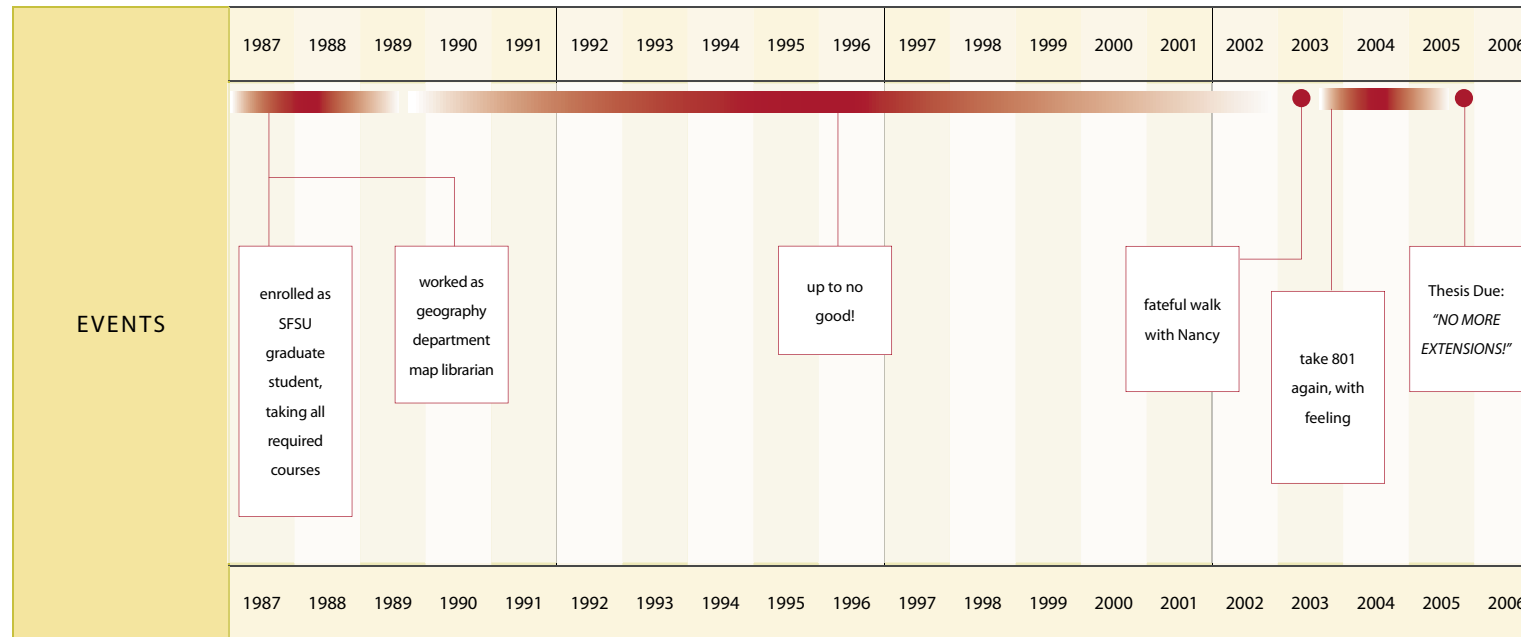 1987 1988 1989 1990 1991 1992 1993 1994 1995 1996 1997 1998 1999 2000 2001 2002 2003 2004 2005 2006
EVENTS
enrolled as
SFSU
graduate
student,
taking all
required
courses
worked as
geography
department
map librarian
up to no
good!
fateful walk
with Nancy
take 801
again, with
feeling
Thesis Due:
“NO MORE
EXTENSIONS!”
1987 1988 1989 1990 1991 1992 1993 1994 1995 1996 1997 1998 1999 2000 2001 2002 2003 2004 2005 2006